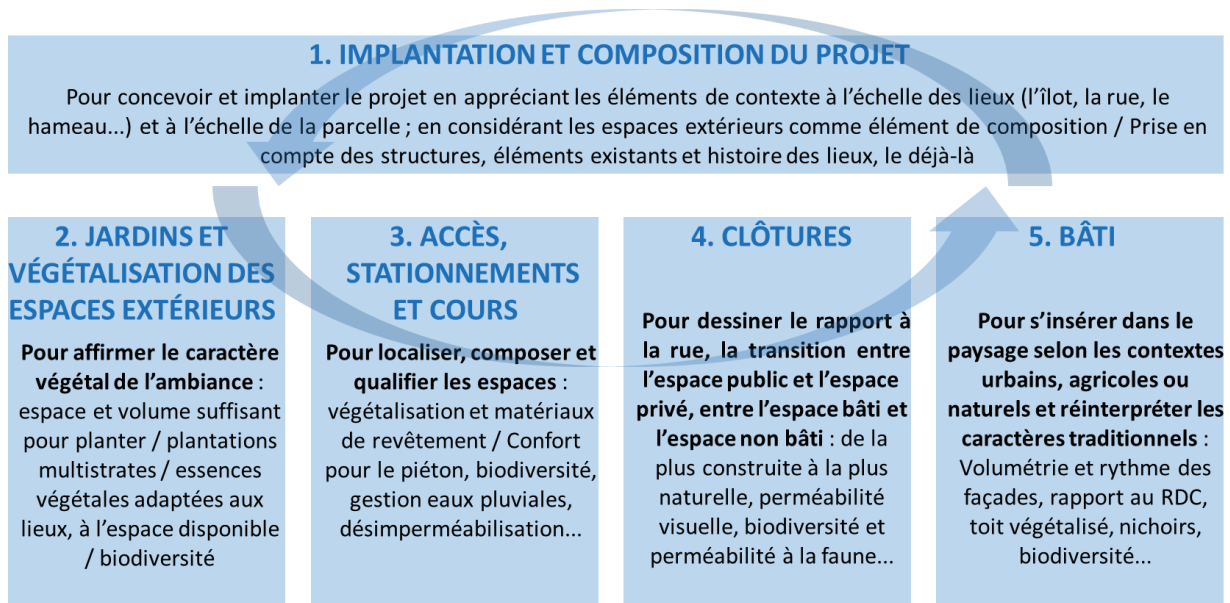 1. IMPLANTATION ET COMPOSITION DU PROJET
Pour concevoir et implanter le projet en appréciant les éléments de contexte à l’échelle des lieux (l’îlot, la rue, le
hameau...) et à l’échelle de la parcelle ; en considérant les espaces extérieurs comme élément de composition / Prise en
compte des structures, éléments existants et histoire des lieux, le déjà-là
2. JARDINS ET
VÉGÉTALISATION DES
ESPACES EXTÉRIEURS
Pour affirmer le caractère
végétal de l’ambiance :
espace et volume suffisant
pour planter / plantations
multistrates / essences
végétales adaptées aux
lieux, à l’espace disponible
/ biodiversité
3. ACCÈS,
STATIONNEMENTS
ET COURS
Pour localiser, composer et
qualifier les espaces :
végétalisation et matériaux
de revêtement / Confort
pour le piéton, biodiversité,
gestion eaux pluviales,
désimperméabilisation...
4. CLÔTURES
Pour dessiner le rapport à
la rue, la transition entre
l’espace public et l’espace
privé, entre l’espace bâti et
l’espace non bâti : de la
plus construite à la plus
naturelle, perméabilité
visuelle, biodiversité et
perméabilité à la faune...
5. BÂTI
Pour s’insérer dans le
paysage selon les contextes
urbains, agricoles ou
naturels et réinterpréter les
caractères traditionnels :
Volumétrie et rythme des
façades, rapport au RDC,
toit végétalisé, nichoirs,
biodiversité...